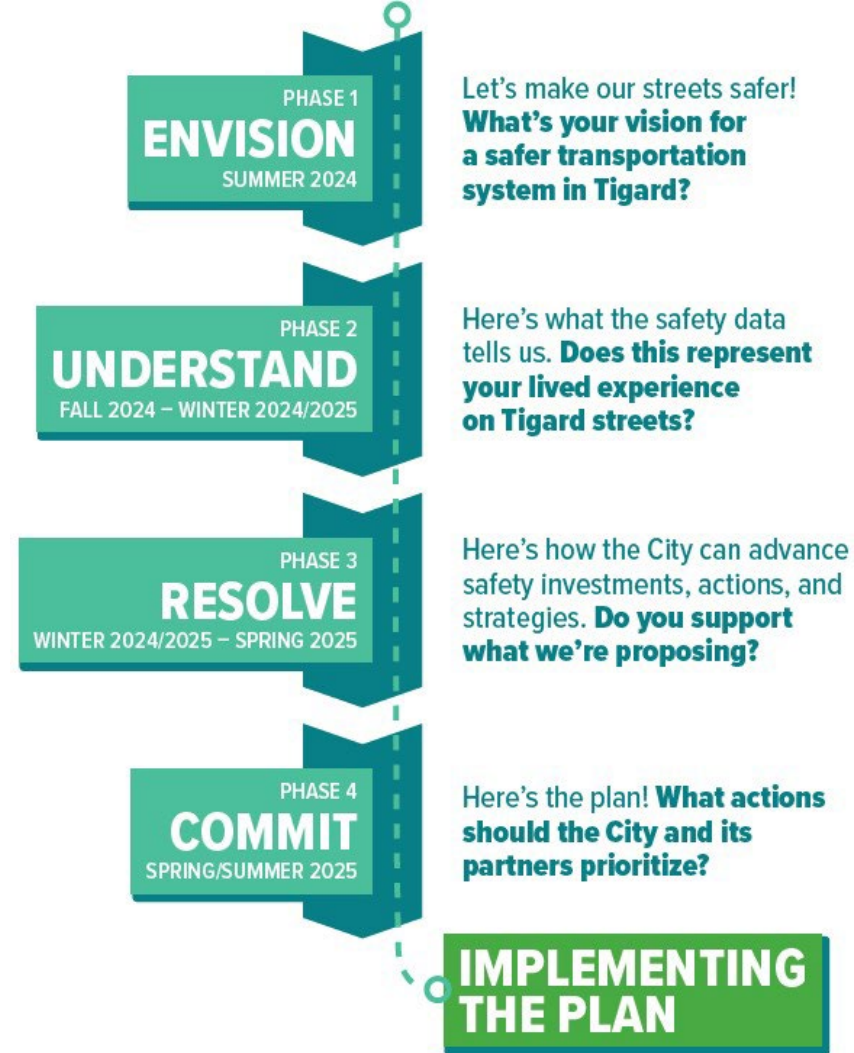 PHASE 1
ENVISION
SUMMER 2024
Let’s make our streets safer!
What’s your vision for
a safer transportation
system in Tigard?
PHASE 2
UNDERSTAND
FALL 2024 – WINTER 2024/2025
Here’s what the safety data
tells us. Does this represent
your lived experience
on Tigard streets?
PHASE 3
RESOLVE
WINTER 2024/2025 – SPRING 2025
Here’s how the City can advance
safety investments, actions, and
strategies. Do you support
what we’re proposing?
PHASE 4
COMMIT
SPRING/SUMMER 2025
Here’s the plan! What actions
should the City and its
partners prioritize?
IMPLEMENTING
THE PLAN